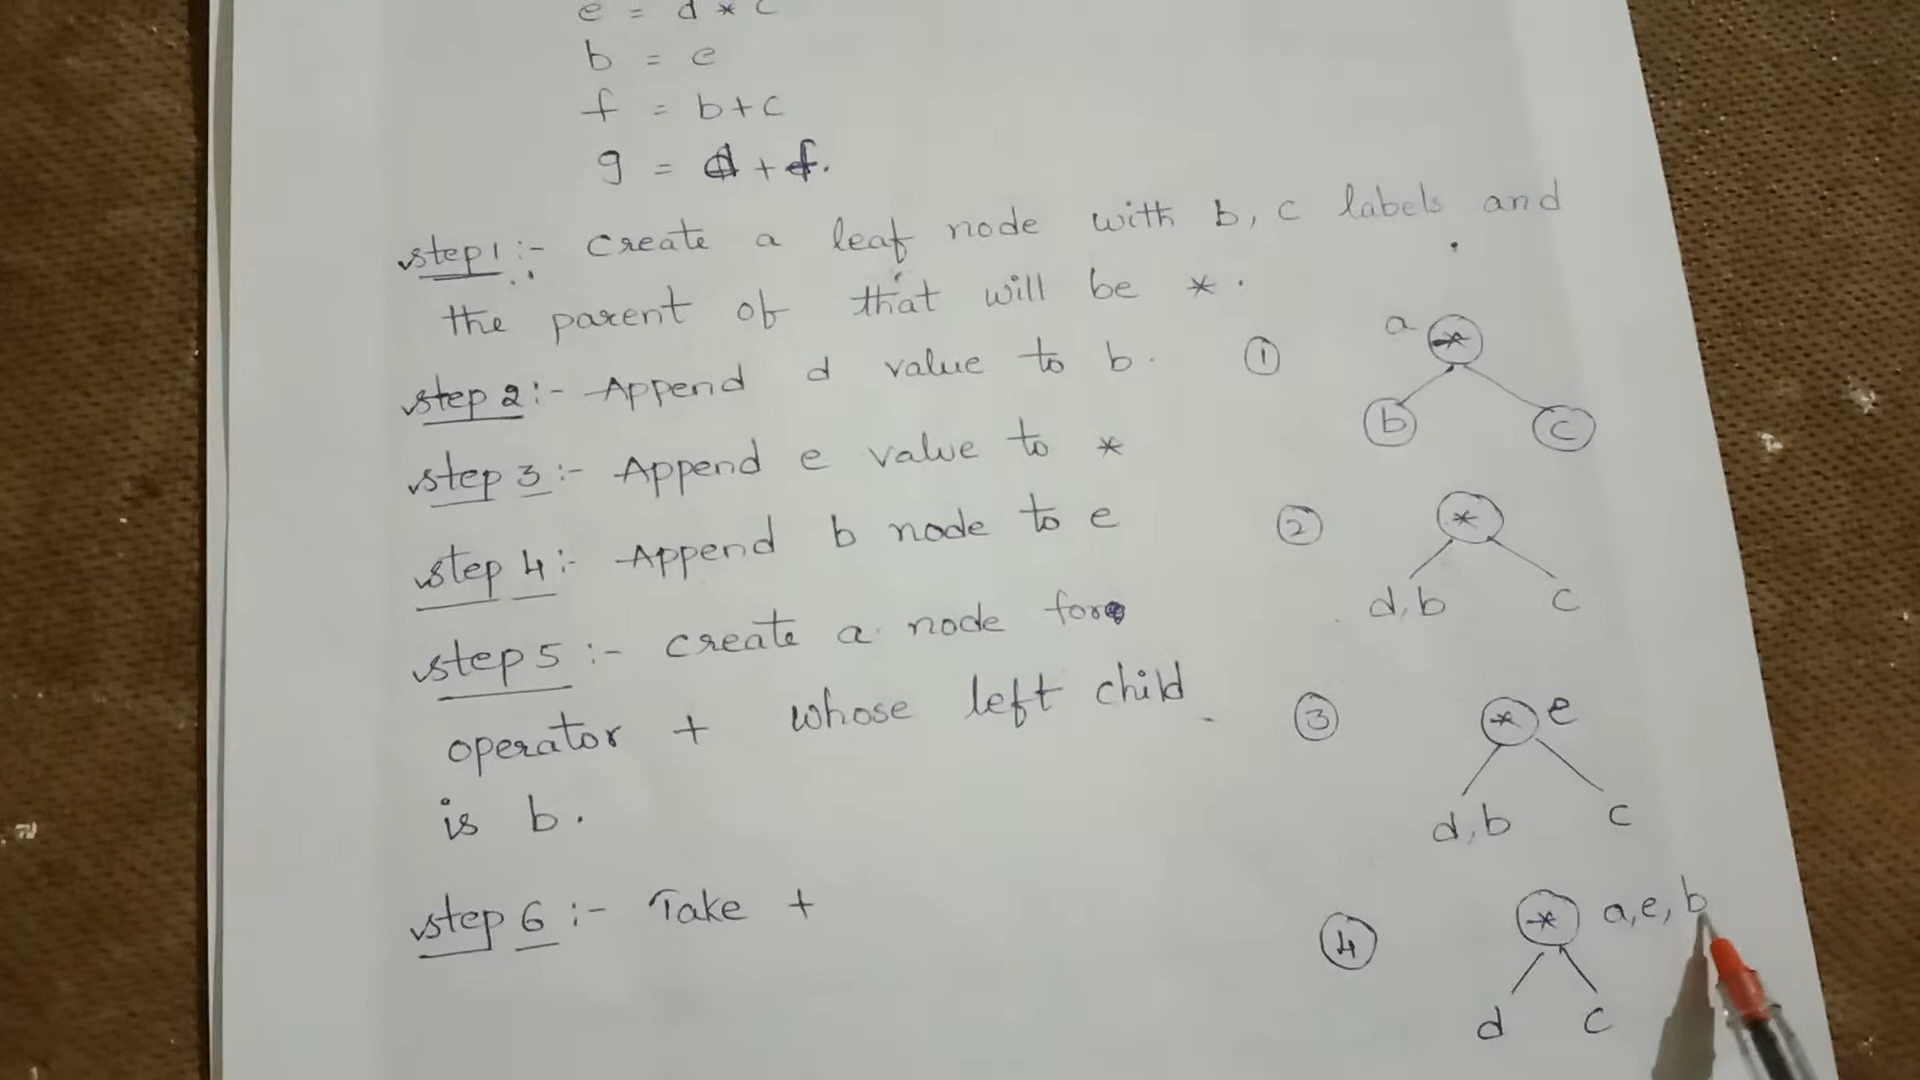 e = d * c
b = e
f = b+c
g = d + f.
step 1 :- create a leaf node with b, c labels and
the parent of that will be *.
step 2 :- Append d value to b.
step 3 :- Append e value to *
step 4 :- Append b node to e
step 5 :- create a node for
operator + whose left child
is b.
step 6 :- Take +
① a *
b c
② *
d, b c
③ * e
d, b c
④ * a, e, b
d c